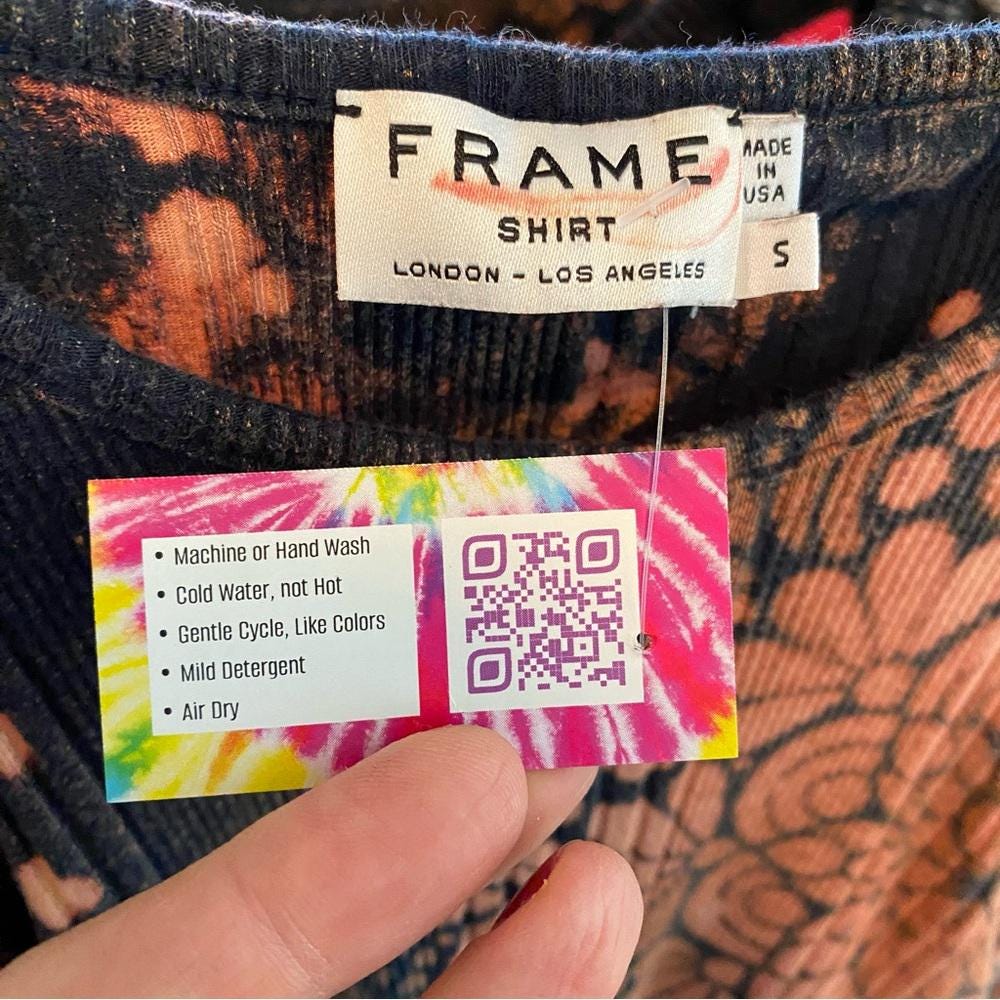 FRAME
SHIRT
LONDON - LOS ANGELES
MADE
IN
USA
S
• Machine or Hand Wash
• Cold Water, not Hot
• Gentle Cycle, Like Colors
• Mild Detergent
• Air Dry